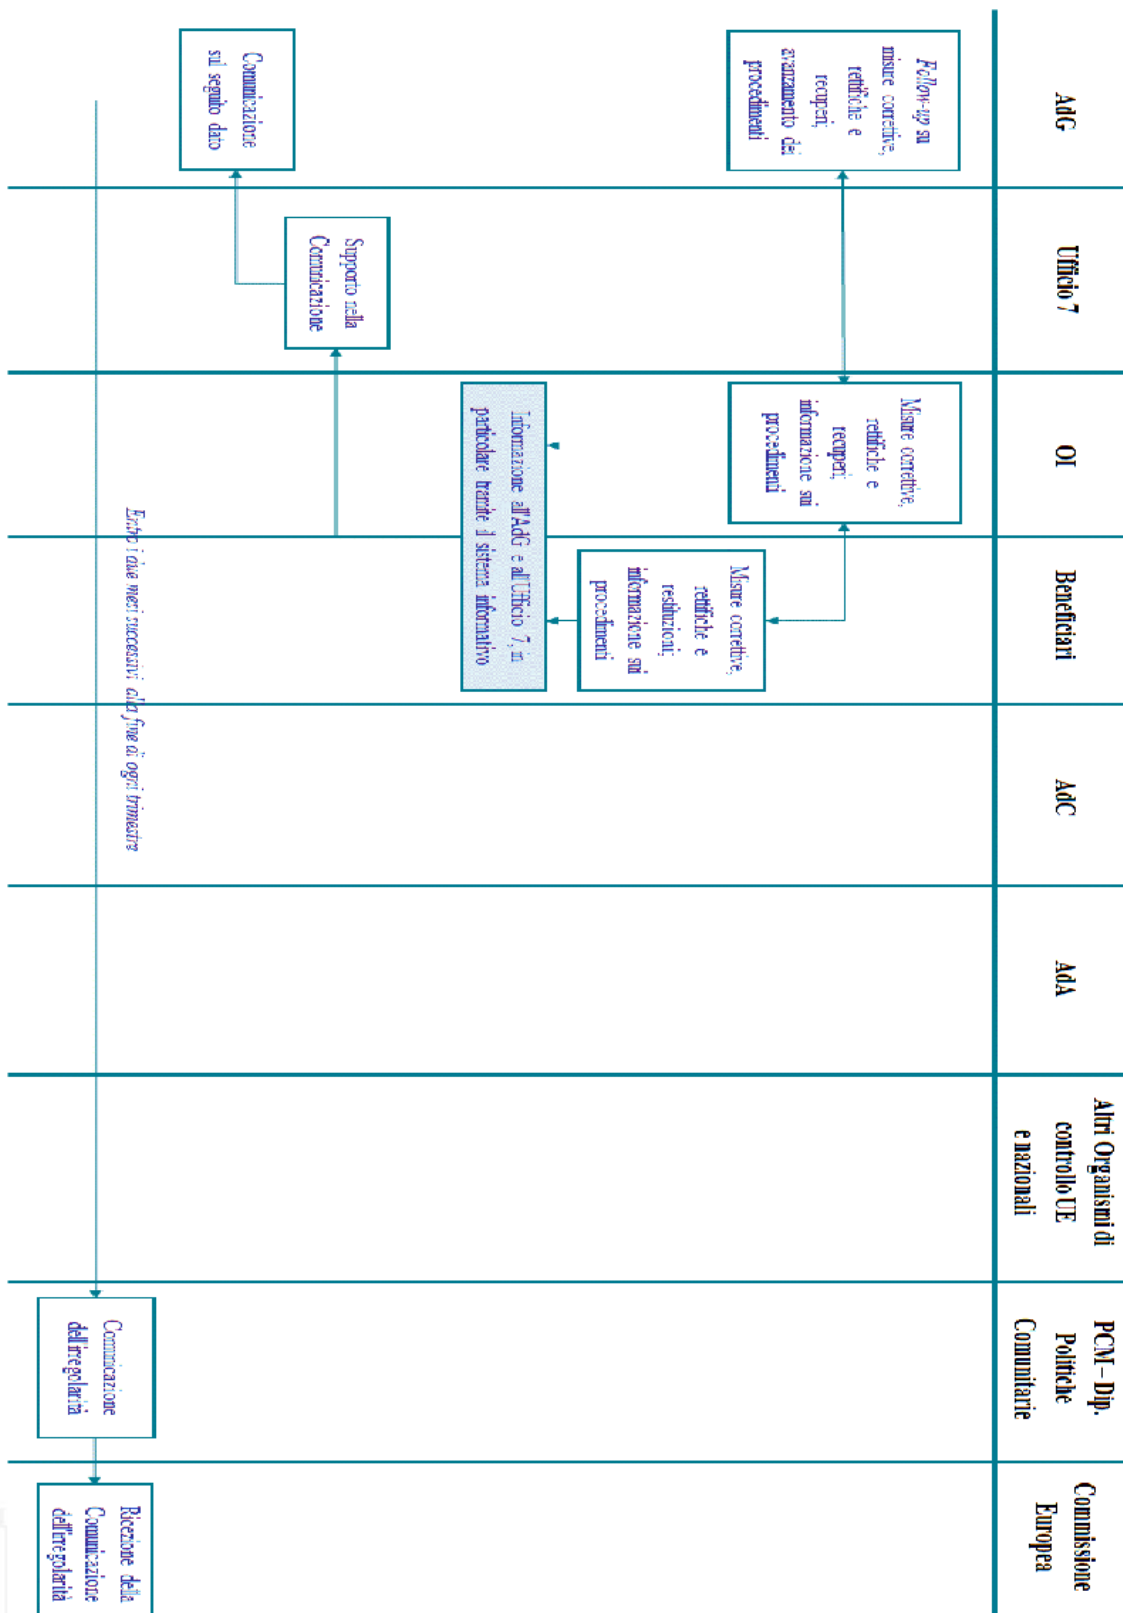 AdG
Ufficio 7
OI
Beneficiari
AdC
AdA
Altri Organismi di
controllo UE
e nazionali
PCM – Dip.
Politiche
Comunitarie
Commissione
Europea
Follow-up su
misure correttive,
rettifiche e
recuperi;
avanzamento dei
procedimenti
Misure correttive,
rettifiche e
recuperi;
informazione sui
procedimenti
Misure correttive,
rettifiche e
restituzioni;
informazione sui
procedimenti
Informazione all'AdG e all'Ufficio 7, in
particolare tramite il sistema informativo
Supporto nella
Comunicazione
Comunicazione
sul seguito dato
Entro i due mesi successivi alla fine di ogni trimestre
Comunicazione
dell'irregolarità
Ricezione della
Comunicazione
dell'irregolarità